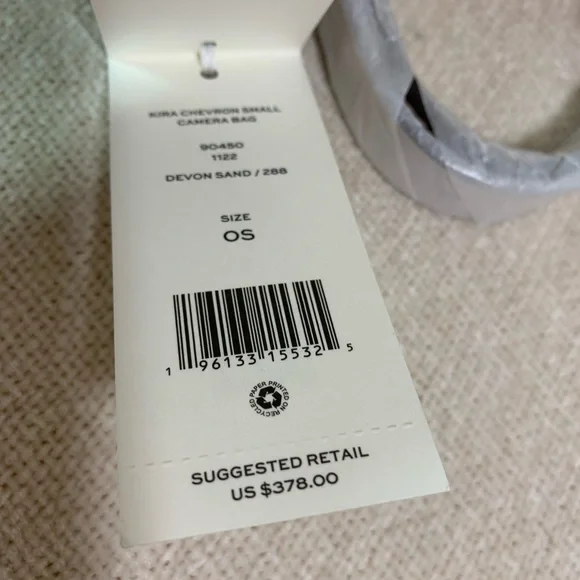 KIRA CHEVRON SMALL
CAMERA BAG
90450
1122
DEVON SAND / 288
SIZE
OS
1 96133 15532 5
PRINTED ON RECYCLED PAPER
SUGGESTED RETAIL
US $378.00